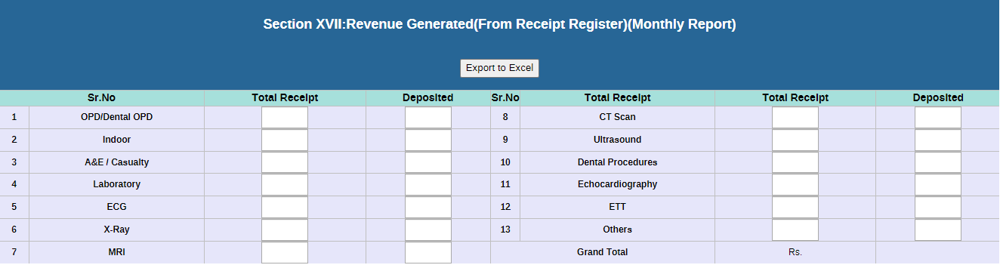 Section XVII:Revenue Generated(From Receipt Register)(Monthly Report)
Export to Excel
Sr.No Total Receipt Deposited Sr.No Total Receipt Total Receipt Deposited
1 OPD/Dental OPD 8 CT Scan
2 Indoor 9 Ultrasound
3 A&E / Casualty 10 Dental Procedures
4 Laboratory 11 Echocardiography
5 ECG 12 ETT
6 X-Ray 13 Others
7 MRI Grand Total Rs.